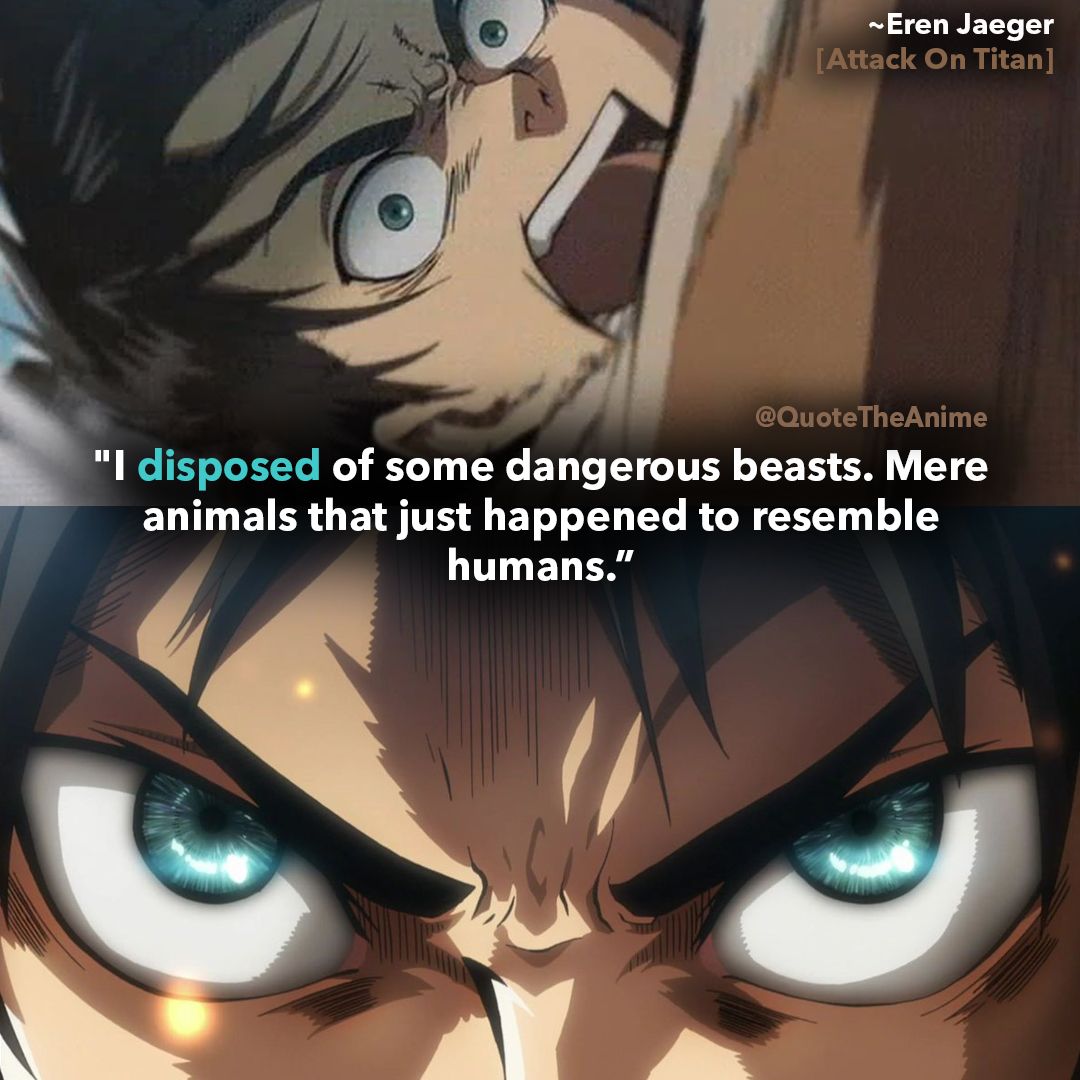 ~Eren Jaeger
[Attack On Titan]
@QuoteTheAnime
"I disposed of some dangerous beasts. Mere
animals that just happened to resemble
humans.”